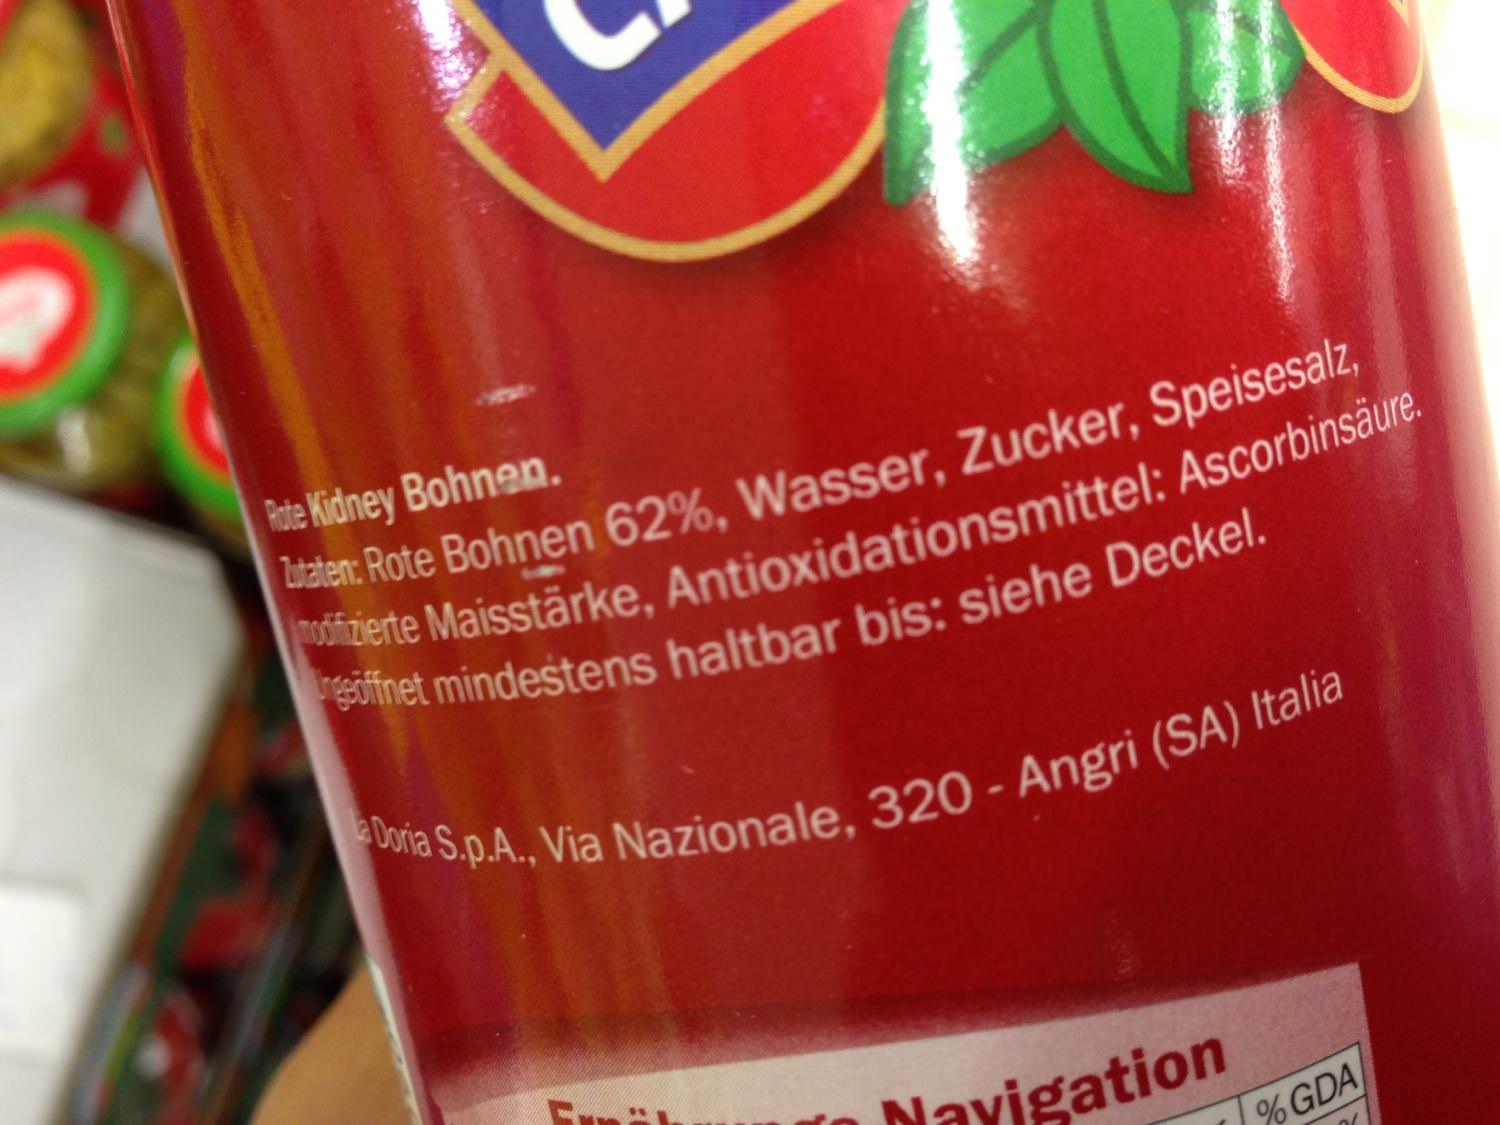 Rote Kidney Bohnen.
Zutaten: Rote Bohnen 62%, Wasser, Zucker, Speisesalz,
modifizierte Maisstärke, Antioxidationsmittel: Ascorbinsäure.
Ungeöffnet mindestens haltbar bis: siehe Deckel.
La Doria S.p.A., Via Nazionale, 320 - Angri (SA) Italia
Ernährungs Navigation
%GDA